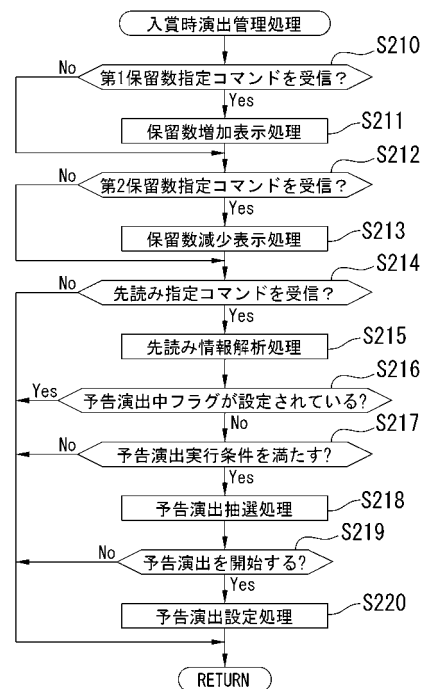 入賞時演出管理処理
S210
No
第1保留数指定コマンドを受信?
Yes
S211
保留数増加表示処理
S212
No
第2保留数指定コマンドを受信?
Yes
S213
保留数減少表示処理
S214
No
先読み指定コマンドを受信?
Yes
S215
先読み情報解析処理
S216
Yes
予告演出中フラグが設定されている?
No
S217
No
予告演出実行条件を満たす?
Yes
S218
予告演出抽選処理
S219
No
予告演出を開始する?
Yes
S220
予告演出設定処理
RETURN